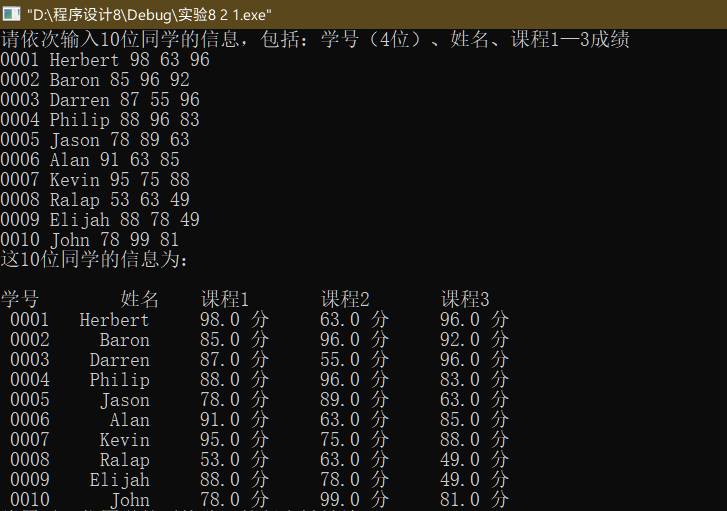 "D:\程序设计8\Debug\实验8 2 1.exe"
请依次输入10位同学的信息，包括：学号（4位）、姓名、课程1—3成绩
0001 Herbert 98 63 96
0002 Baron 85 96 92
0003 Darren 87 55 96
0004 Philip 88 96 83
0005 Jason 78 89 63
0006 Alan 91 63 85
0007 Kevin 95 75 88
0008 Ralap 53 63 49
0009 Elijah 88 78 49
0010 John 78 99 81
这10位同学的信息为：
学号 姓名 课程1 课程2 课程3
0001 Herbert 98.0 分 63.0 分 96.0 分
0002 Baron 85.0 分 96.0 分 92.0 分
0003 Darren 87.0 分 55.0 分 96.0 分
0004 Philip 88.0 分 96.0 分 83.0 分
0005 Jason 78.0 分 89.0 分 63.0 分
0006 Alan 91.0 分 63.0 分 85.0 分
0007 Kevin 95.0 分 75.0 分 88.0 分
0008 Ralap 53.0 分 63.0 分 49.0 分
0009 Elijah 88.0 分 78.0 分 49.0 分
0010 John 78.0 分 99.0 分 81.0 分